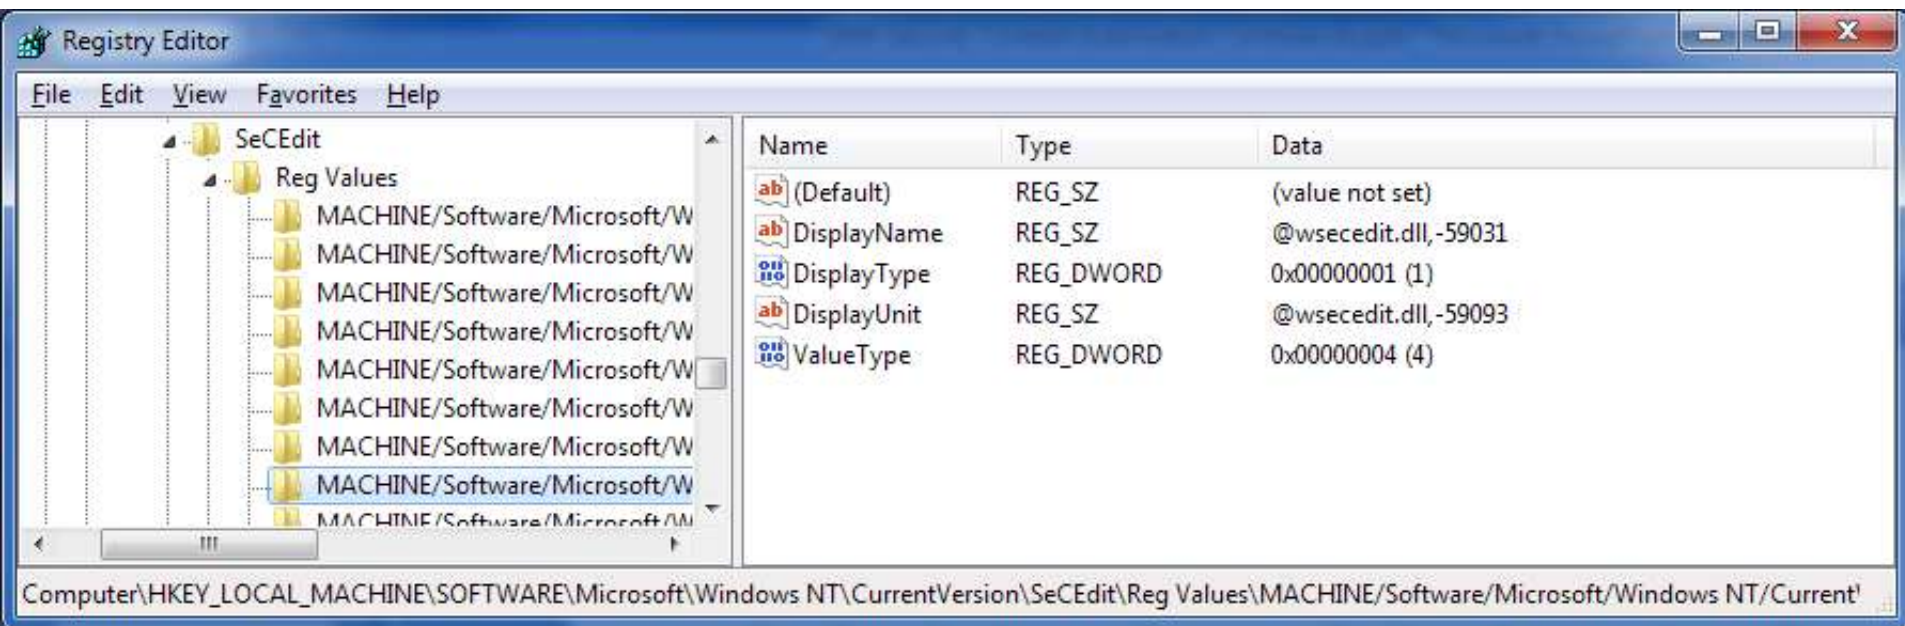 Registry Editor
File Edit View Favorites Help
SeCEdit
Reg Values
MACHINE/Software/Microsoft/W
MACHINE/Software/Microsoft/W
MACHINE/Software/Microsoft/W
MACHINE/Software/Microsoft/W
MACHINE/Software/Microsoft/W
MACHINE/Software/Microsoft/W
MACHINE/Software/Microsoft/W
MACHINE/Software/Microsoft/W
MACHINE/Software/Microsoft/W
Name Type Data
(Default) REG_SZ (value not set)
DisplayName REG_SZ @wsecedit.dll,-59031
DisplayType REG_DWORD 0x00000001 (1)
DisplayUnit REG_SZ @wsecedit.dll,-59093
ValueType REG_DWORD 0x00000004 (4)
Computer\HKEY_LOCAL_MACHINE\SOFTWARE\Microsoft\Windows NT\CurrentVersion\SeCEdit\Reg Values\MACHINE/Software/Microsoft/Windows NT/Current